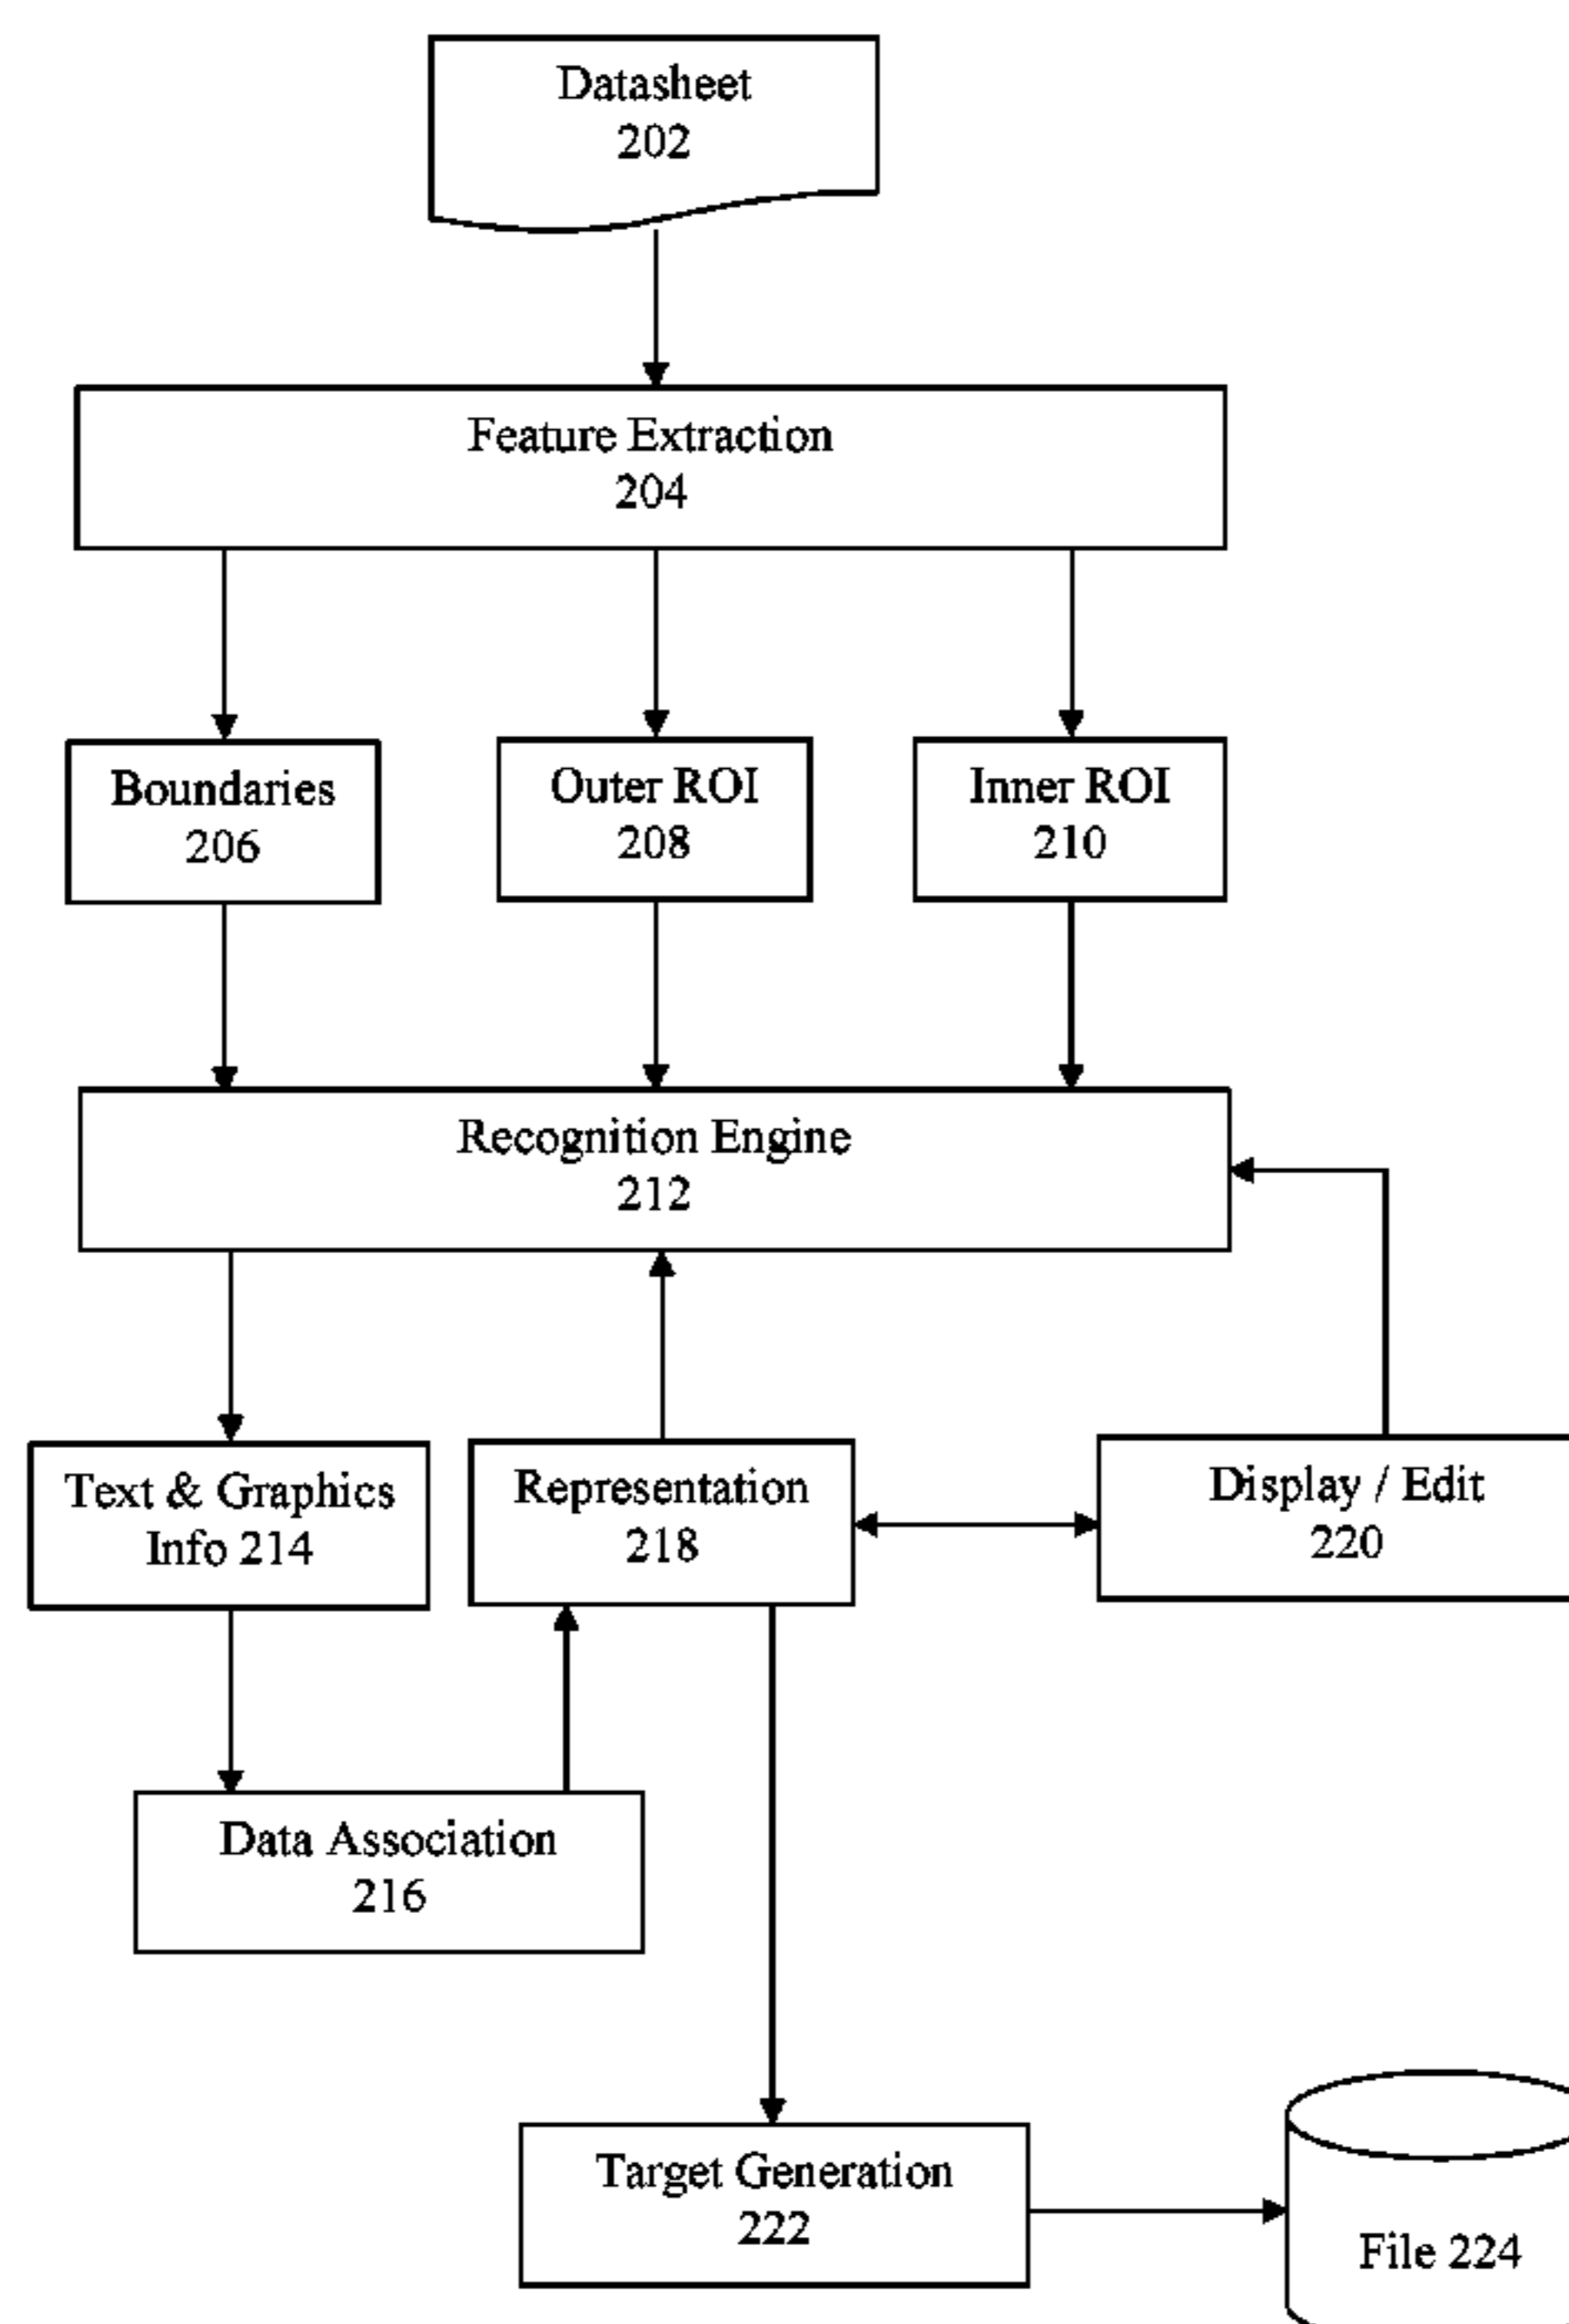 Datasheet
202
Feature Extraction
204
Boundaries
206
Outer ROI
208
Inner ROI
210
Recognition Engine
212
Text & Graphics
Info 214
Representation
218
Display / Edit
220
Data Association
216
Target Generation
222
File 224